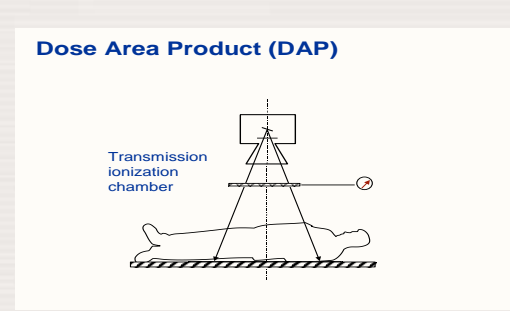 Dose Area Product (DAP)
Transmission
ionization
chamber